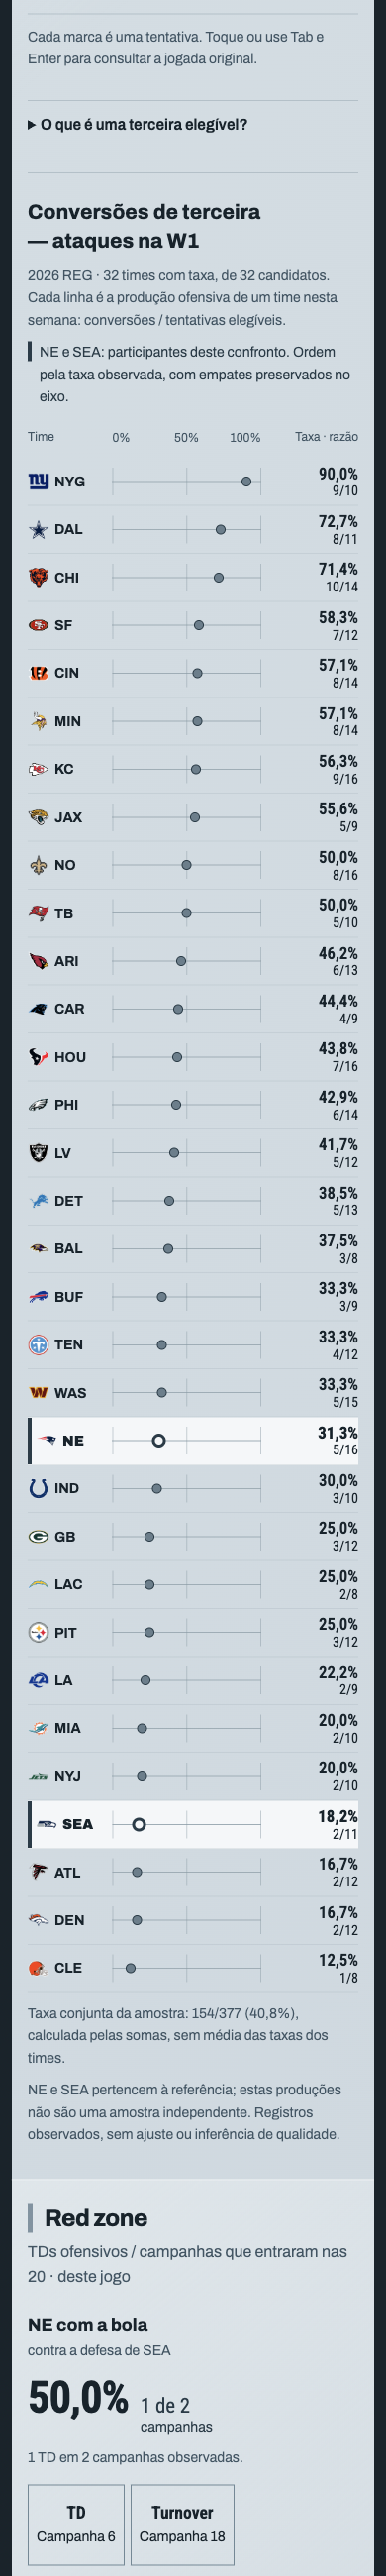 Cada marca é uma tentativa. Toque ou use Tab e
Enter para consultar a jogada original.
▶ O que é uma terceira elegível?
Conversões de terceira
— ataques na W1
2026 REG · 32 times com taxa, de 32 candidatos.
Cada linha é a produção ofensiva de um time nesta
semana: conversões / tentativas elegíveis.
NE e SEA: participantes deste confronto. Ordem
pela taxa observada, com empates preservados no
eixo.
Time 0% 50% 100% Taxa · razão
NYG 90,0%
9/10
DAL 72,7%
8/11
CHI 71,4%
10/14
SF 58,3%
7/12
CIN 57,1%
8/14
MIN 57,1%
8/14
KC 56,3%
9/16
JAX 55,6%
5/9
NO 50,0%
8/16
TB 50,0%
5/10
ARI 46,2%
6/13
CAR 44,4%
4/9
HOU 43,8%
7/16
PHI 42,9%
6/14
LV 41,7%
5/12
DET 38,5%
5/13
BAL 37,5%
3/8
BUF 33,3%
3/9
TEN 33,3%
4/12
WAS 33,3%
5/15
NE 31,3%
5/16
IND 30,0%
3/10
GB 25,0%
3/12
LAC 25,0%
2/8
PIT 25,0%
3/12
LA 22,2%
2/9
MIA 20,0%
2/10
NYJ 20,0%
2/10
SEA 18,2%
2/11
ATL 16,7%
2/12
DEN 16,7%
2/12
CLE 12,5%
1/8
Taxa conjunta da amostra: 154/377 (40,8%),
calculada pelas somas, sem média das taxas dos
times.
NE e SEA pertencem à referência; estas produções
não são uma amostra independente. Registros
observados, sem ajuste ou inferência de qualidade.
Red zone
TDs ofensivos / campanhas que entraram nas
20 · deste jogo
NE com a bola
contra a defesa de SEA
50,0% 1 de 2
campanhas
1 TD em 2 campanhas observadas.
TD Turnover
Campanha 6 Campanha 18